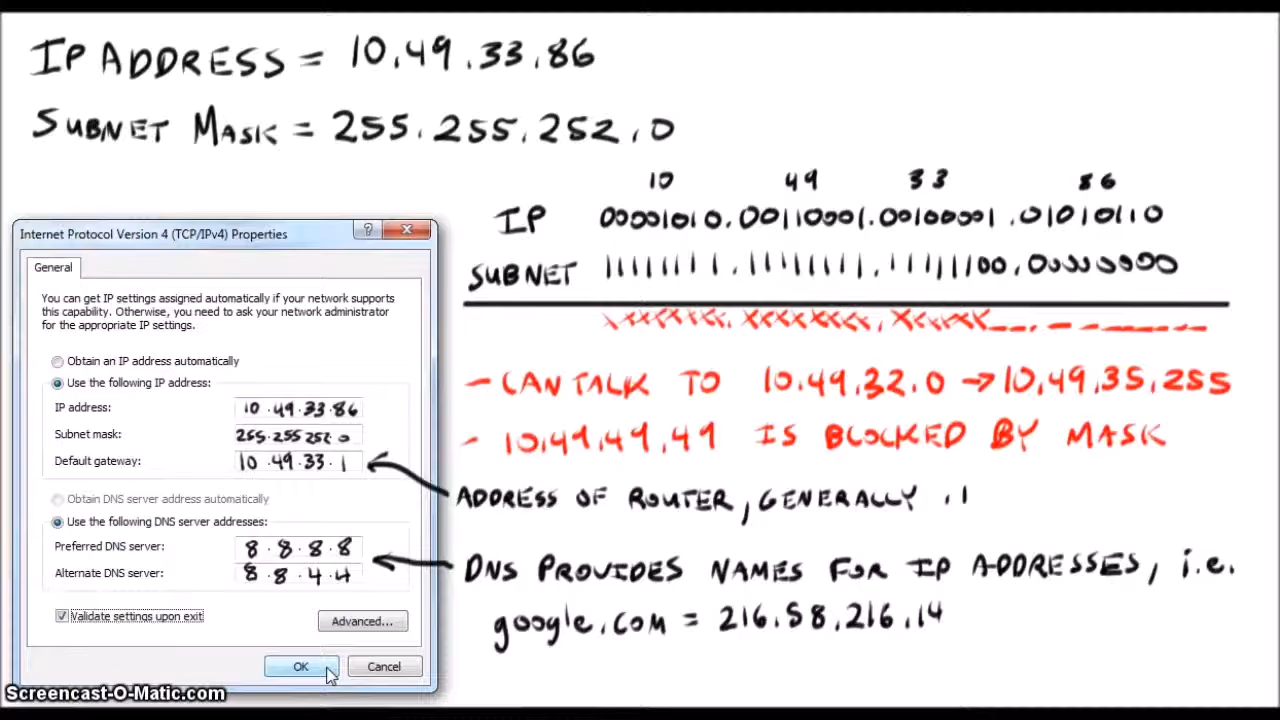 IP ADDRESS = 10.49.33.86
SUBNET MASK = 255.255.252.0
10 49 33 86
IP 00001010.00110001.00100001.01010110
SUBNET 11111111.11111111.11111100.00000000
XXXXXXXX.XXXXXXXX.XXXXXX__.________
- CAN TALK TO 10.49.32.0 → 10.49.35.255
- 10.49.49.49 IS BLOCKED BY MASK
ADDRESS OF ROUTER, GENERALLY .1
DNS PROVIDES NAMES FOR IP ADDRESSES, i.e.
google.com = 216.58.216.14
Internet Protocol Version 4 (TCP/IPv4) Properties
General
You can get IP settings assigned automatically if your network supports
this capability. Otherwise, you need to ask your network administrator
for the appropriate IP settings.
Obtain an IP address automatically
Use the following IP address:
IP address: 10.49.33.86
Subnet mask: 255.255.252.0
Default gateway: 10.49.33.1
Obtain DNS server address automatically
Use the following DNS server addresses:
Preferred DNS server: 8.8.8.8
Alternate DNS server: 8.8.4.4
Validate settings upon exit
Advanced...
OK Cancel
Screencast-O-Matic.com